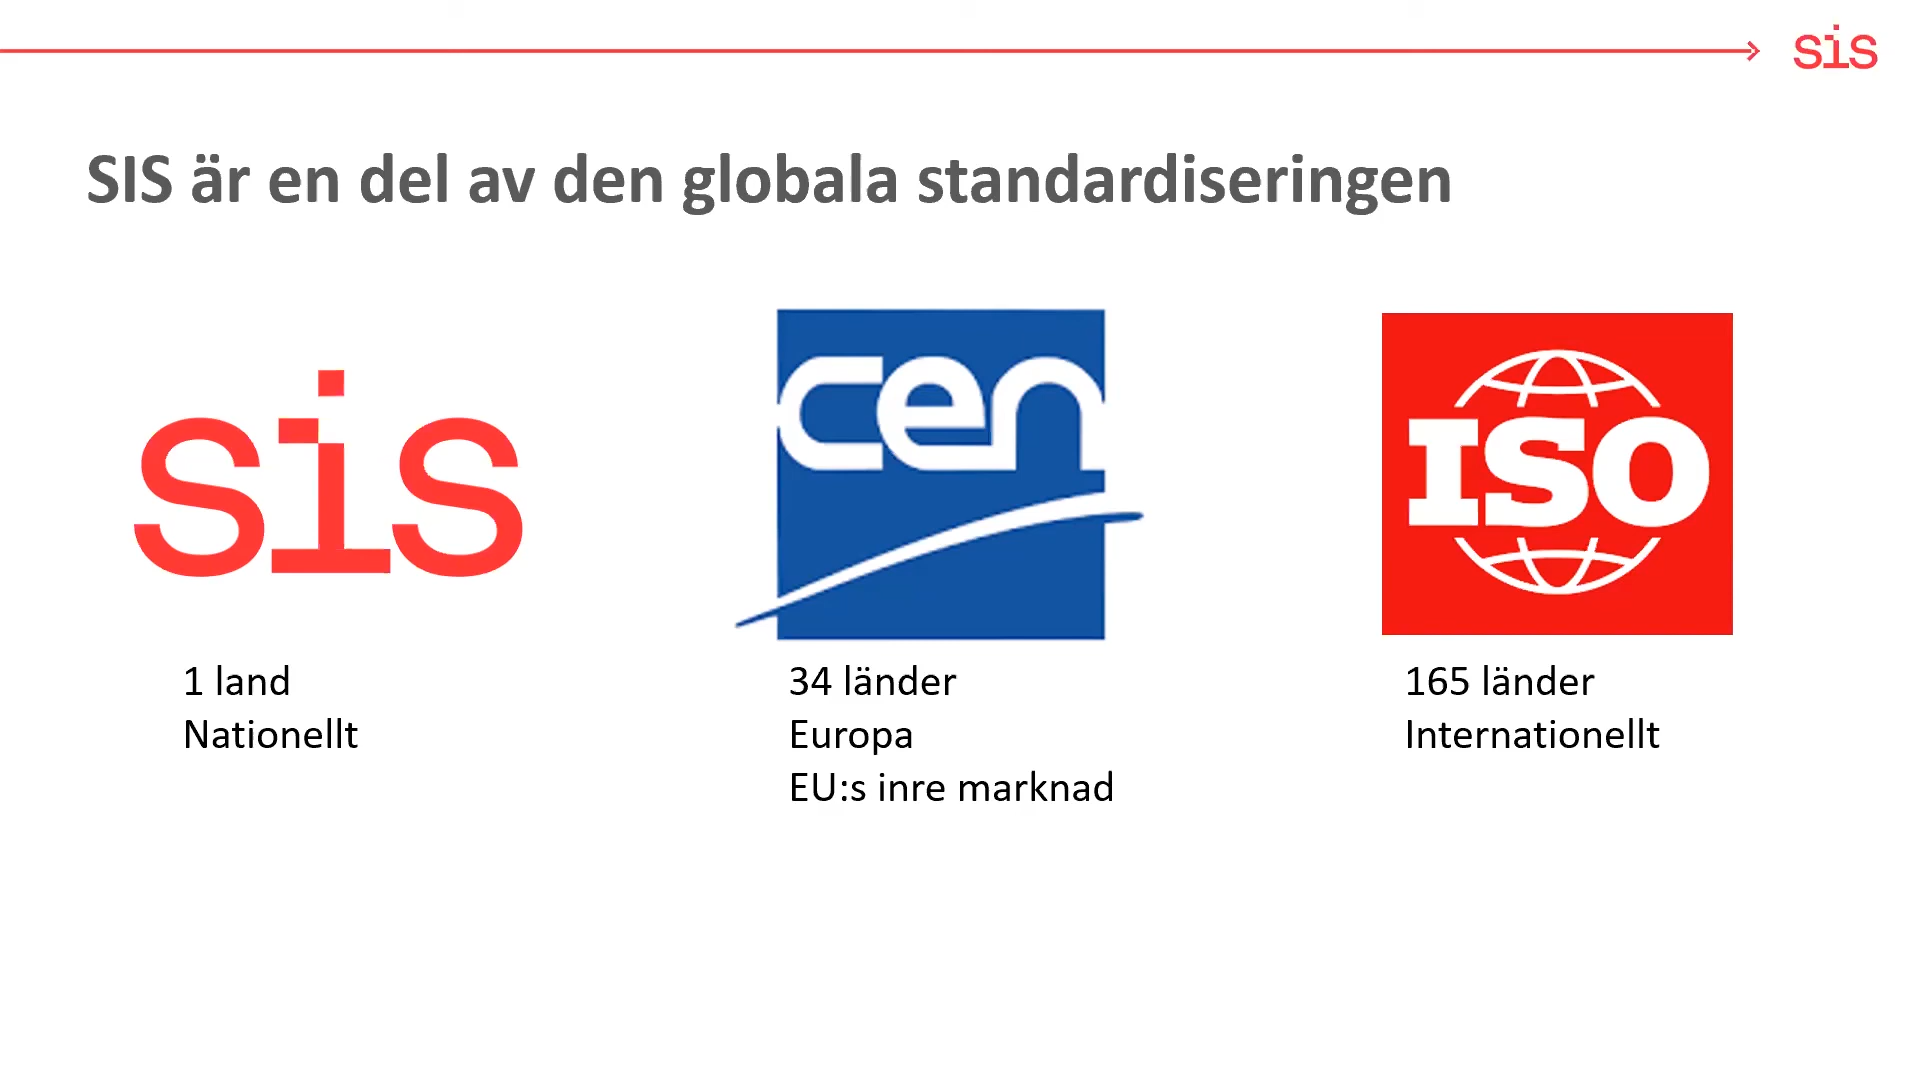 sis
SIS är en del av den globala standardiseringen
sis
cen
ISO
1 land
Nationellt
34 länder
Europa
EU:s inre marknad
165 länder
Internationellt